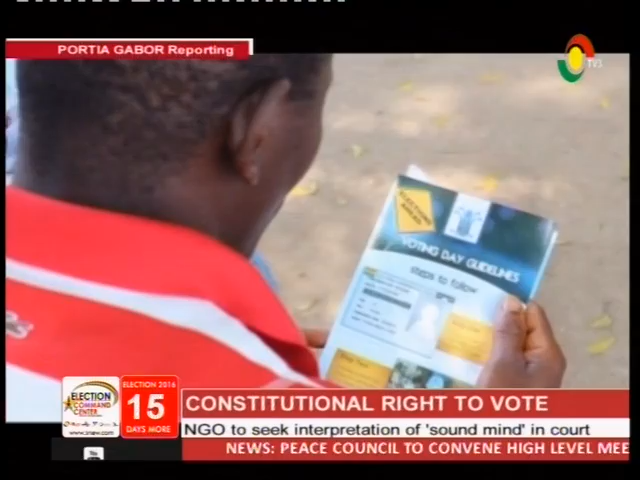 PORTIA GABOR Reporting
TV3
ELECTIONS
VOTING DAY GUIDELINES
steps to follow
ELECTION
COMMAND
CENTER
ELECTION 2016
15
DAYS MORE
CONSTITUTIONAL RIGHT TO VOTE
NGO to seek interpretation of 'sound mind' in court
NEWS: PEACE COUNCIL TO CONVENE HIGH LEVEL MEE